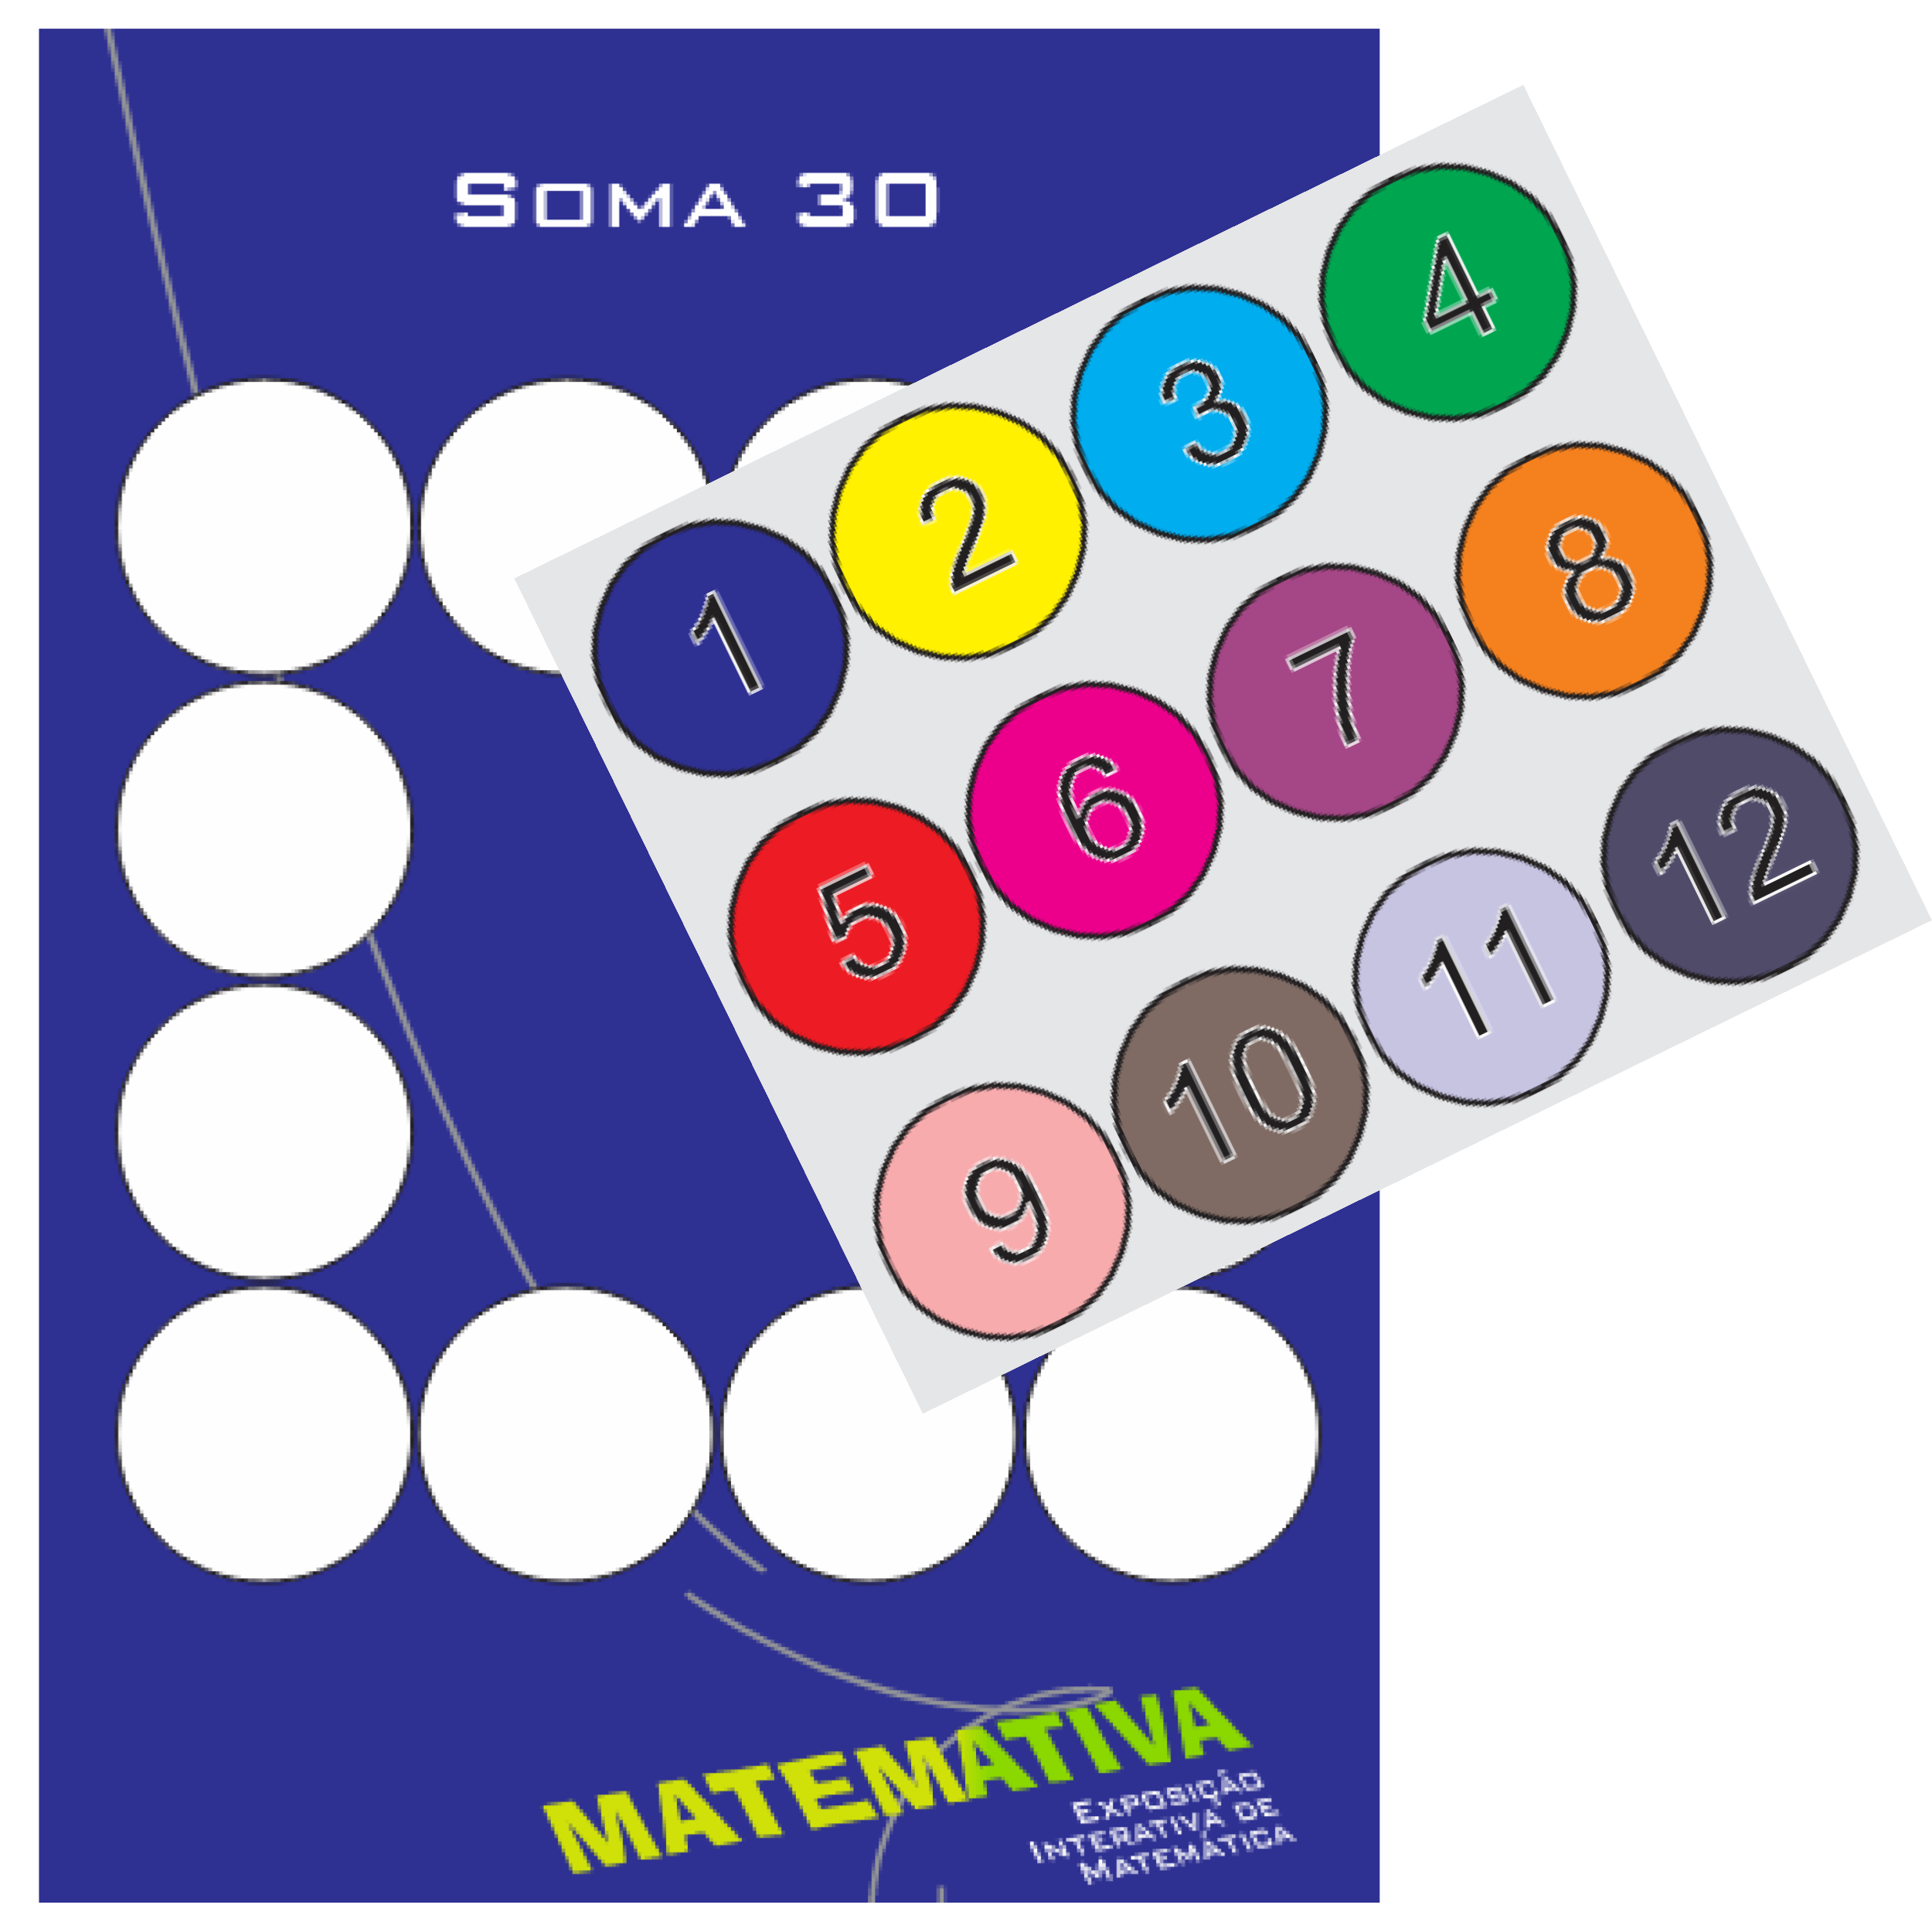 SOMA 30
1 2 3 4
5 6 7 8
9 10 11 12
MATEMATIVA
EXPOSIÇÃO
INTERATIVA DE
MATEMÁTICA